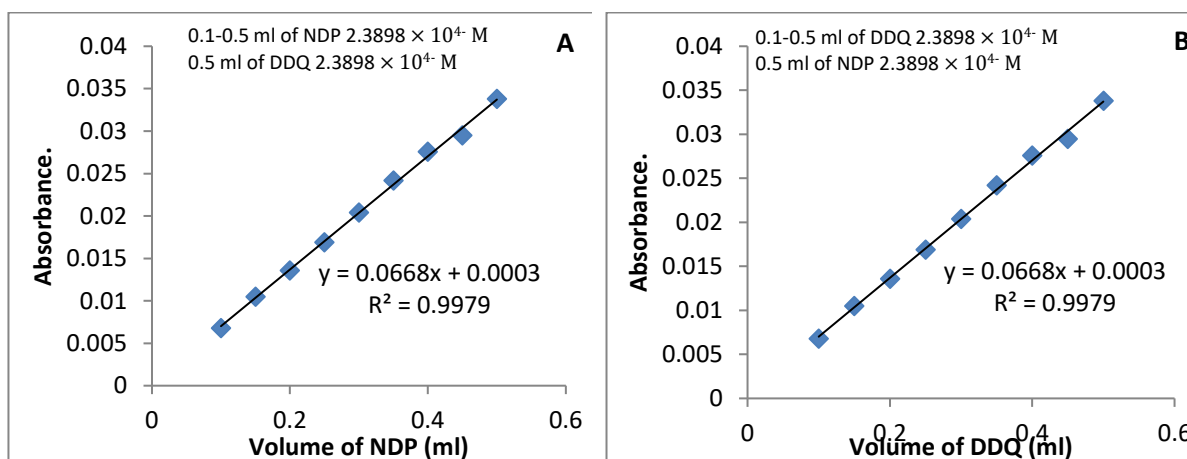 A
0.1-0.5 ml of NDP 2.3898 × 10⁴⁻ M
0.5 ml of DDQ 2.3898 × 10⁴⁻ M
0.04
0.035
0.03
0.025
0.02
0.015
0.01
0.005
0
Absorbance.
y = 0.0668x + 0.0003
R² = 0.9979
0
0.2
0.4
0.6
Volume of NDP (ml)
B
0.1-0.5 ml of DDQ 2.3898 × 10⁴⁻ M
0.5 ml of NDP 2.3898 × 10⁴⁻ M
0.04
0.035
0.03
0.025
0.02
0.015
0.01
0.005
0
Absorbance.
y = 0.0668x + 0.0003
R² = 0.9979
0
0.2
0.4
0.6
Volume of DDQ (ml)